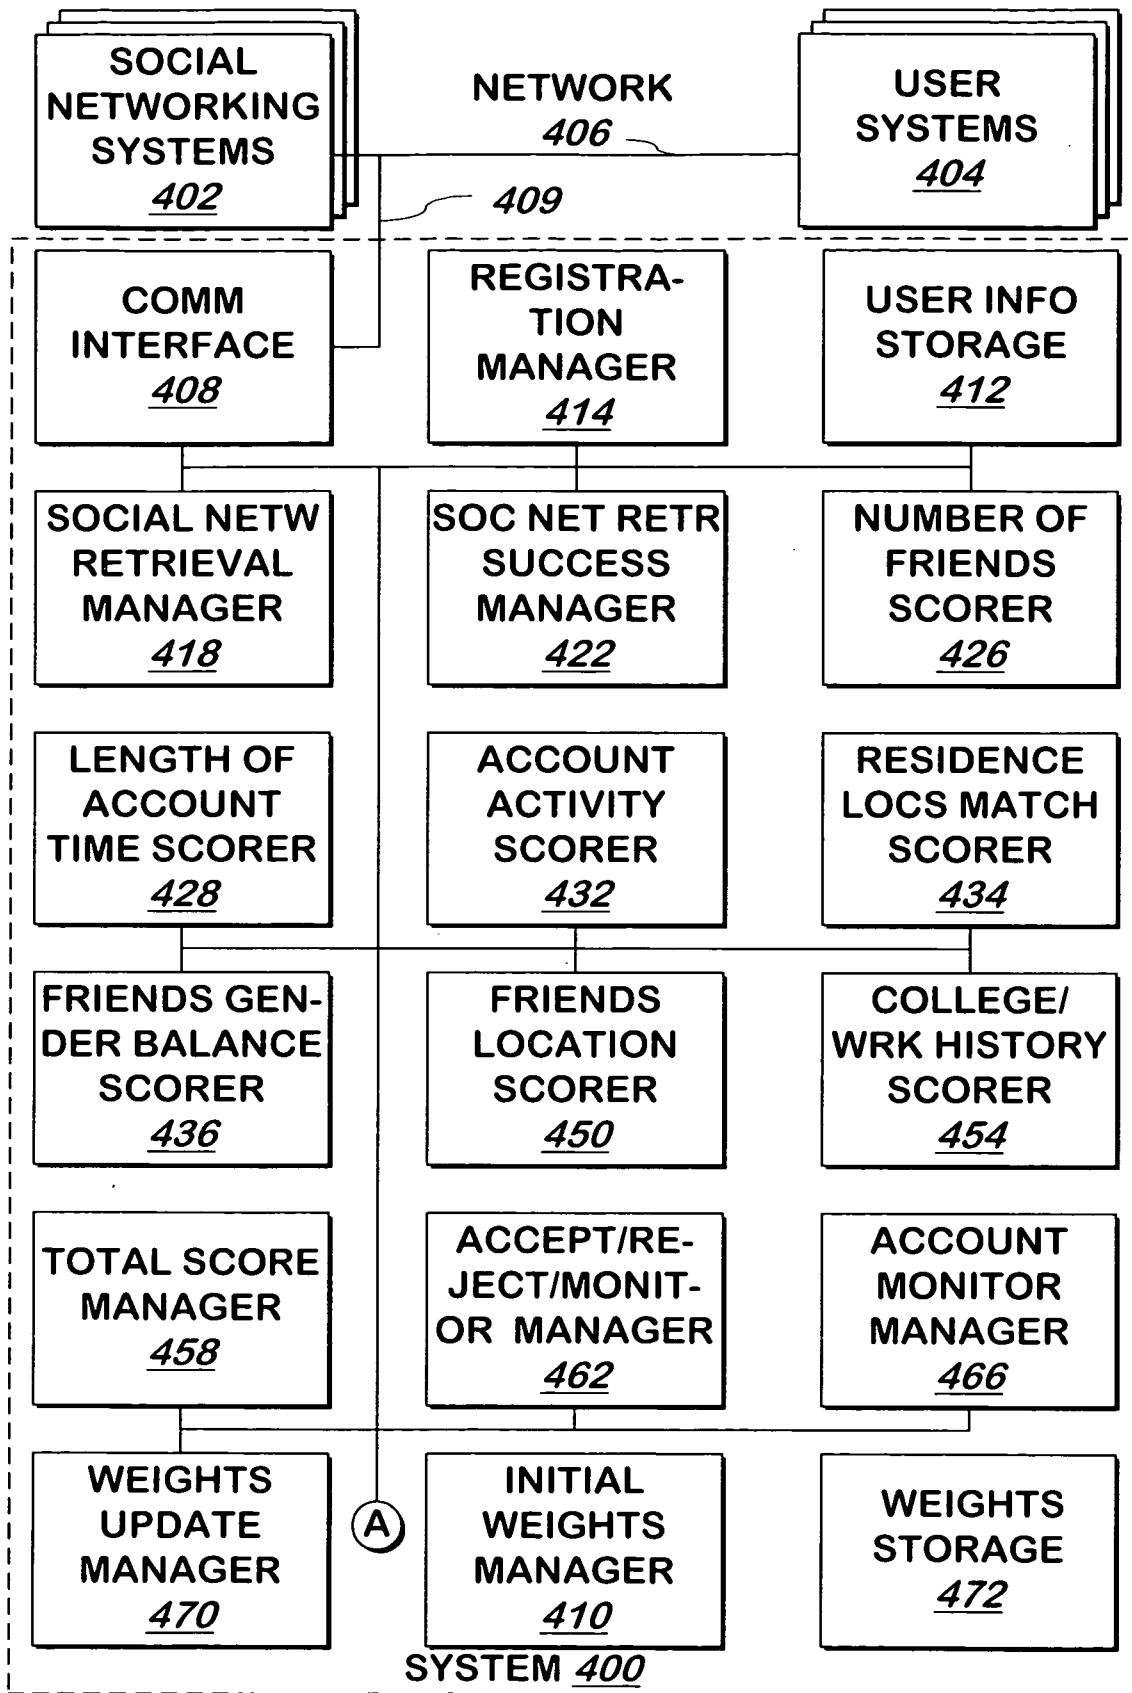 SOCIAL
NETWORKING
SYSTEMS
402
NETWORK
406
USER
SYSTEMS
404
409
COMM
INTERFACE
408
REGISTRA-
TION
MANAGER
414
USER INFO
STORAGE
412
SOCIAL NETW
RETRIEVAL
MANAGER
418
SOC NET RETR
SUCCESS
MANAGER
422
NUMBER OF
FRIENDS
SCORER
426
LENGTH OF
ACCOUNT
TIME SCORER
428
ACCOUNT
ACTIVITY
SCORER
432
RESIDENCE
LOCS MATCH
SCORER
434
FRIENDS GEN-
DER BALANCE
SCORER
436
FRIENDS
LOCATION
SCORER
450
COLLEGE/
WRK HISTORY
SCORER
454
TOTAL SCORE
MANAGER
458
ACCEPT/RE-
JECT/MONIT-
OR MANAGER
462
ACCOUNT
MONITOR
MANAGER
466
WEIGHTS
UPDATE
MANAGER
470
A
INITIAL
WEIGHTS
MANAGER
410
WEIGHTS
STORAGE
472
SYSTEM 400